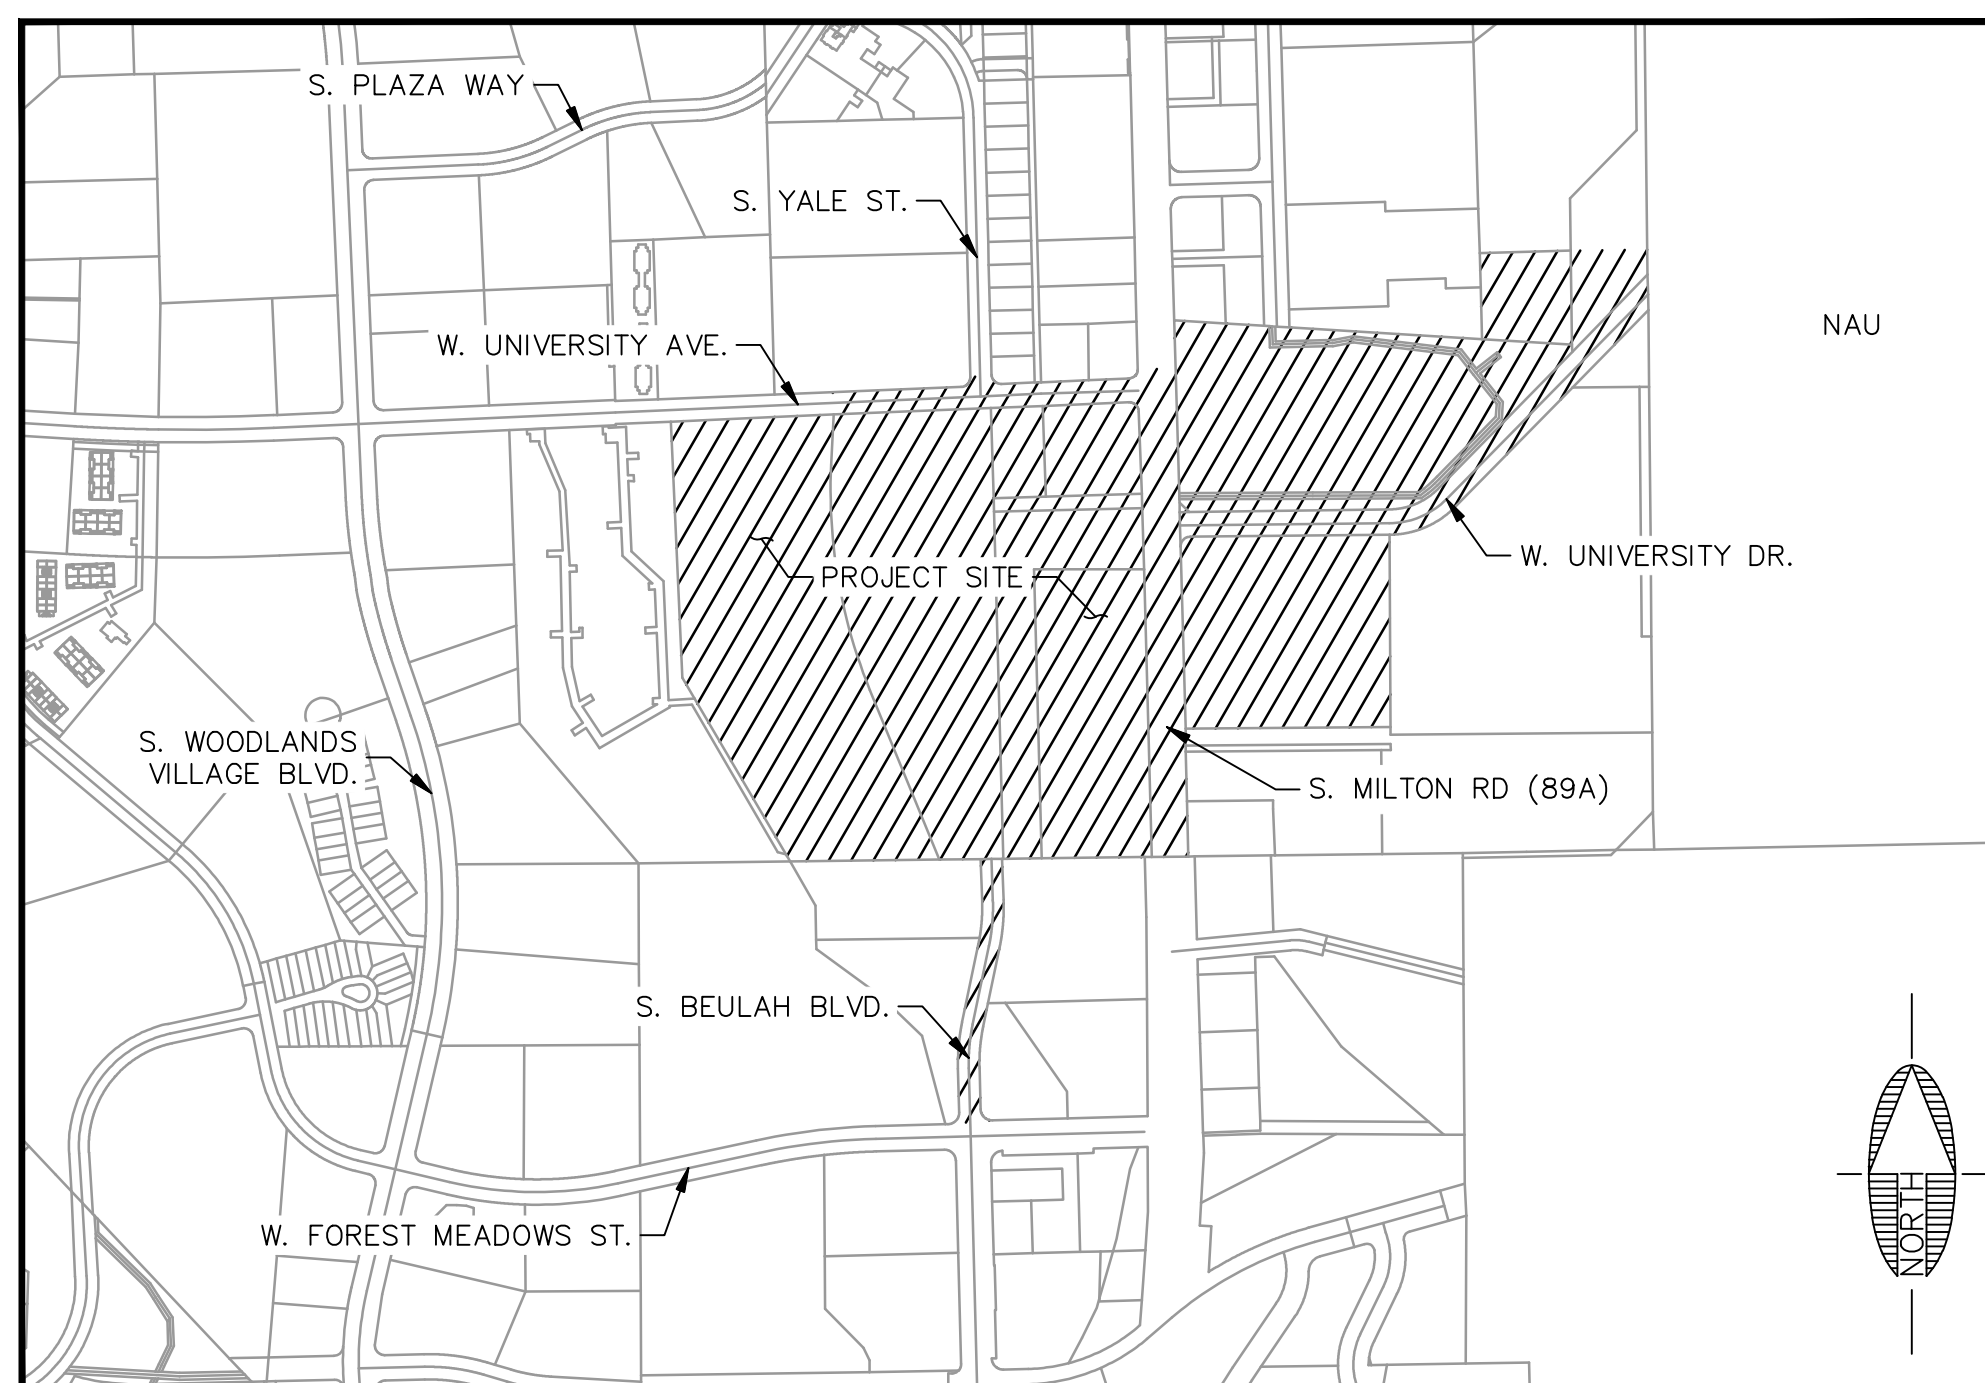 S. PLAZA WAY
S. YALE ST.
NAU
W. UNIVERSITY AVE.
W. UNIVERSITY DR.
PROJECT SITE
S. WOODLANDS
VILLAGE BLVD.
S. MILTON RD (89A)
S. BEULAH BLVD.
W. FOREST MEADOWS ST.
NORTH